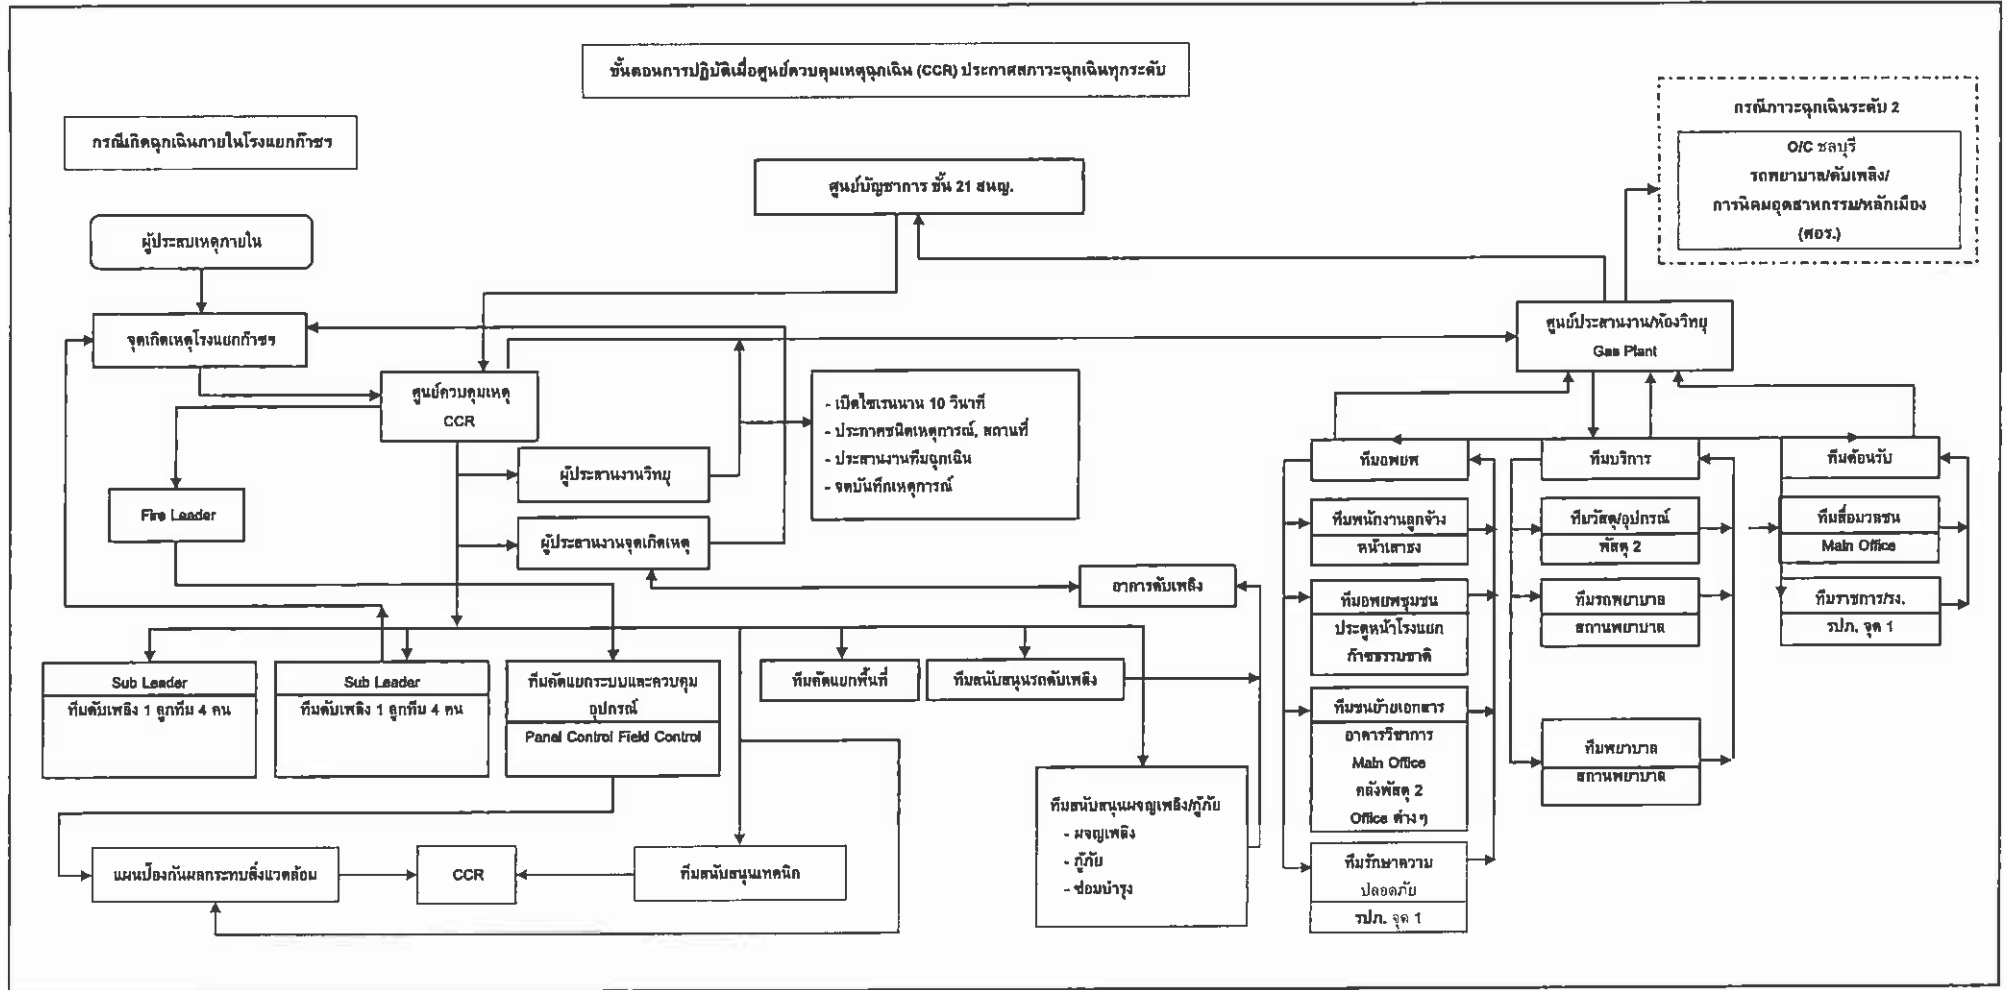 ขั้นตอนการปฏิบัติเมื่อศูนย์ควบคุมเหตุฉุกเฉิน (CCR) ประกาศสภาวะฉุกเฉินทุกระดับ
กรณีเกิดฉุกเฉินภายในโรงแยกก๊าซฯ
กรณีภาวะฉุกเฉินระดับ 2
O/C ชลบุรี
รถพยาบาล/ดับเพลิง/
การนิคมอุตสาหกรรม/หลักเมือง
(ศอร.)
ศูนย์บัญชาการ ชั้น 21 สนญ.
ผู้ประสบเหตุภายใน
จุดเกิดเหตุโรงแยกก๊าซฯ
ศูนย์ประสานงาน/ห้องวิทยุ
Gas Plant
ศูนย์ควบคุมเหตุ
CCR
- เปิดไซเรนนาน 10 วินาที
- ประกาศชนิดเหตุการณ์, สถานที่
- ประสานงานทีมฉุกเฉิน
- จดบันทึกเหตุการณ์
ผู้ประสานงานวิทยุ
Fire Leader
ผู้ประสานงานจุดเกิดเหตุ
อาการดับเพลิง
ทีมอพยพ
ทีมบริการ
ทีมต้อนรับ
ทีมพนักงานลูกจ้าง
หน้าเสาธง
ทีมวัสดุ/อุปกรณ์
พัสดุ 2
ทีมสื่อมวลชน
Main Office
ทีมอพยพชุมชน
ประตูหน้าโรงแยก
ก๊าซธรรมชาติ
ทีมรถพยาบาล
สถานพยาบาล
ทีมราชการ/รง.
รปภ. จุด 1
Sub Leader
ทีมดับเพลิง 1 ลูกทีม 4 คน
Sub Leader
ทีมดับเพลิง 1 ลูกทีม 4 คน
ทีมตัดแยกระบบและควบคุม
อุปกรณ์
Panel Control Field Control
ทีมตัดแยกพื้นที่
ทีมสนับสนุนรถดับเพลิง
ทีมขนย้ายเอกสาร
อาคารวิชาการ
Main Office
คลังพัสดุ 2
Office ต่างๆ
ทีมพยาบาล
สถานพยาบาล
ทีมสนับสนุนผจญเพลิง/กู้ภัย
- ผจญเพลิง
- กู้ภัย
- ซ่อมบำรุง
ทีมรักษาความ
ปลอดภัย
รปภ. จุด 1
แผนป้องกันผลกระทบสิ่งแวดล้อม
CCR
ทีมสนับสนุนเทคนิค